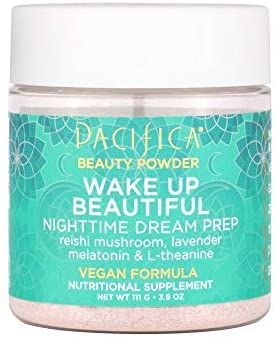 PACIFICA®
BEAUTY POWDER
WAKE UP
BEAUTIFUL
NIGHTTIME DREAM PREP
reishi mushroom, lavender
melatonin & L-theanine
VEGAN FORMULA
NUTRITIONAL SUPPLEMENT
NET WT 111 G • 3.9 OZ